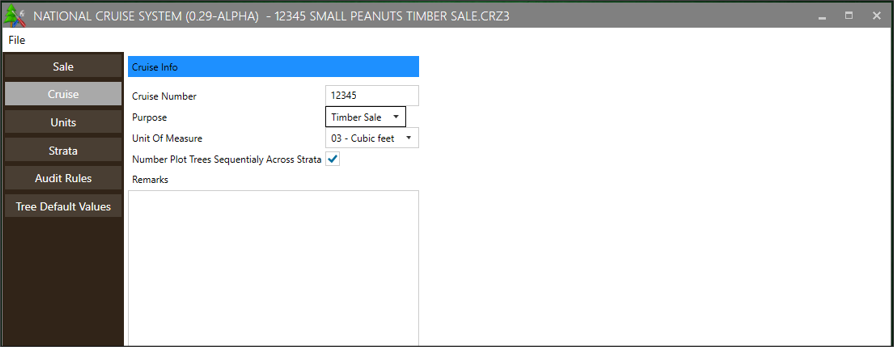 NATIONAL CRUISE SYSTEM (0.29-ALPHA) - 12345 SMALL PEANUTS TIMBER SALE.CRZ3
File
Sale
Cruise
Units
Strata
Audit Rules
Tree Default Values
Cruise Info
Cruise Number 12345
Purpose Timber Sale
Unit Of Measure 03 - Cubic feet
Number Plot Trees Sequentialy Across Strata
Remarks